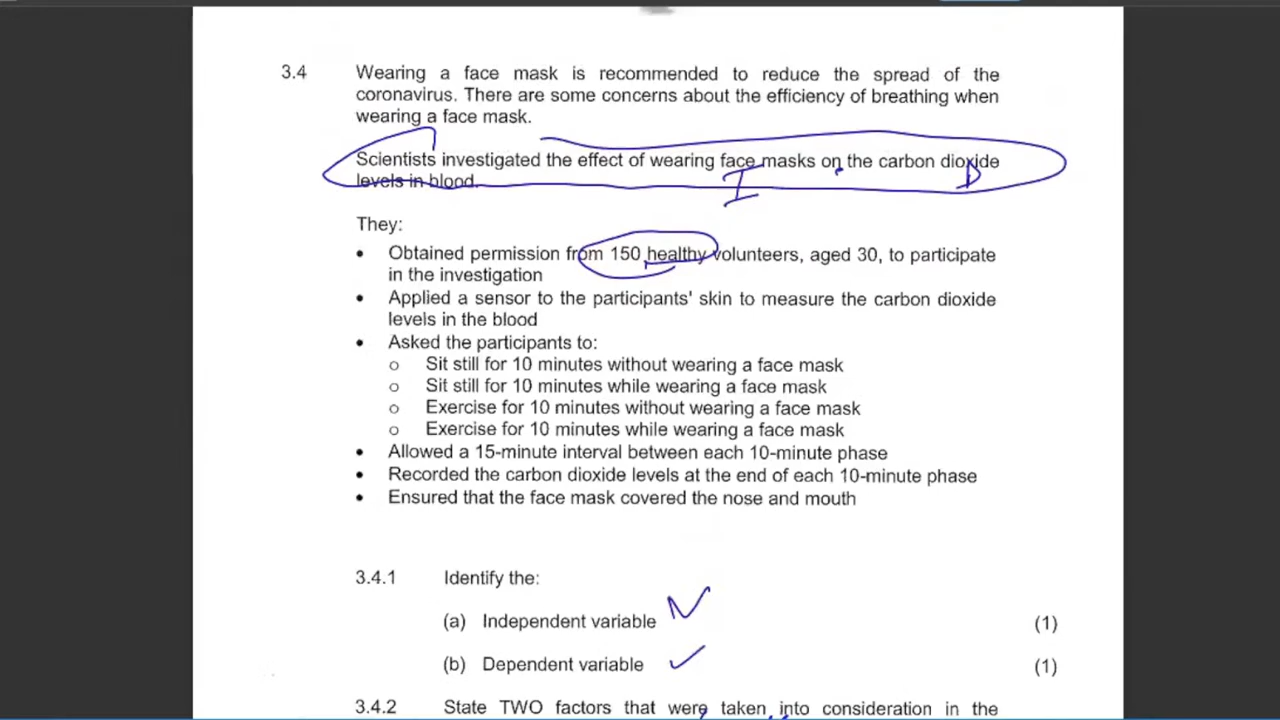 3.4 Wearing a face mask is recommended to reduce the spread of the
coronavirus. There are some concerns about the efficiency of breathing when
wearing a face mask.
Scientists investigated the effect of wearing face masks on the carbon dioxide
levels in blood.
I
D
They:
• Obtained permission from 150 healthy volunteers, aged 30, to participate
in the investigation
• Applied a sensor to the participants' skin to measure the carbon dioxide
levels in the blood
• Asked the participants to:
o Sit still for 10 minutes without wearing a face mask
o Sit still for 10 minutes while wearing a face mask
o Exercise for 10 minutes without wearing a face mask
o Exercise for 10 minutes while wearing a face mask
• Allowed a 15-minute interval between each 10-minute phase
• Recorded the carbon dioxide levels at the end of each 10-minute phase
• Ensured that the face mask covered the nose and mouth
3.4.1 Identify the:
(a) Independent variable (1)
(b) Dependent variable (1)
3.4.2 State TWO factors that were taken into consideration in the